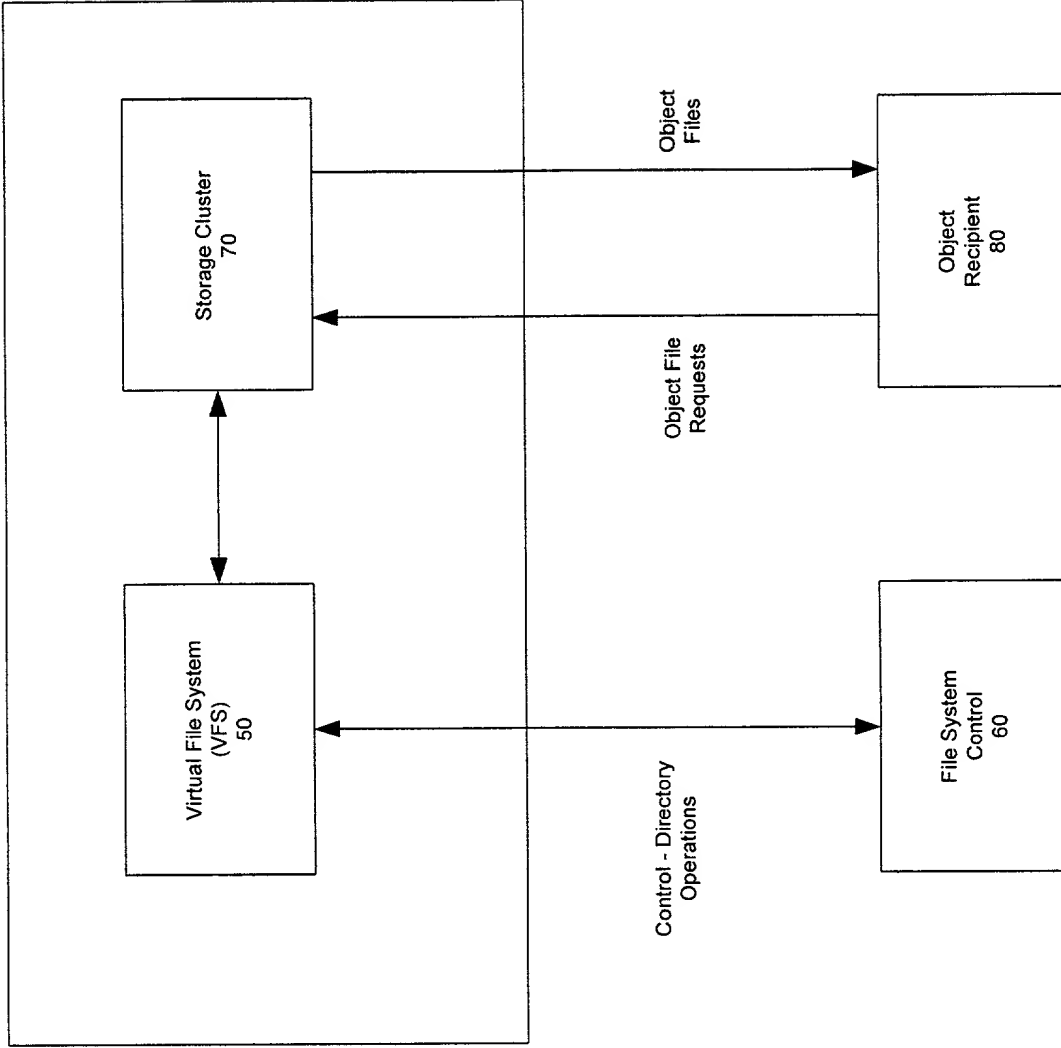 Virtual File System
(VFS)
50
Storage Cluster
70
Control - Directory
Operations
Object File
Requests
Object
Files
File System
Control
60
Object
Recipient
80